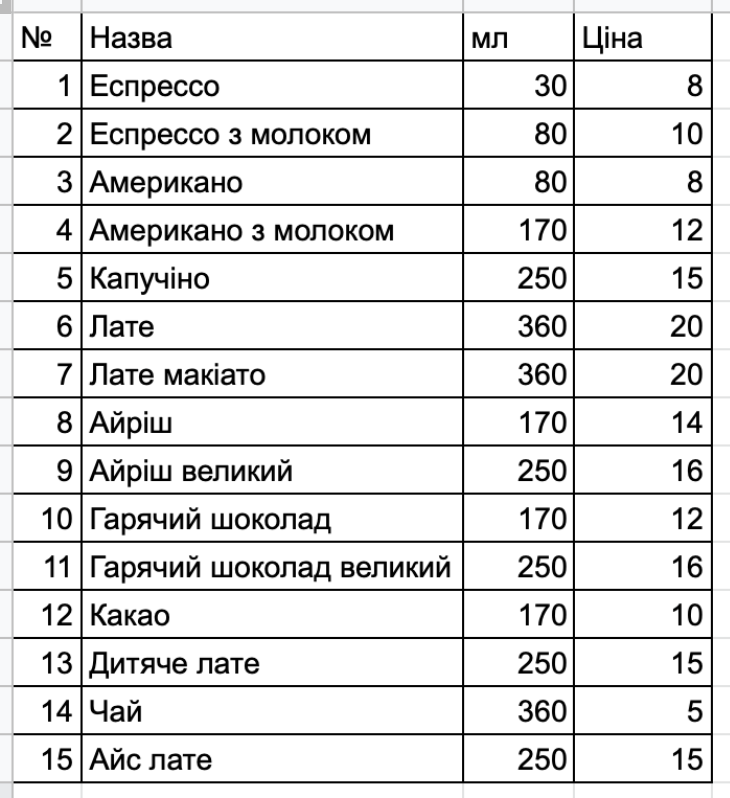 № Назва мл Ціна
1 Еспрессо 30 8
2 Еспрессо з молоком 80 10
3 Американо 80 8
4 Американо з молоком 170 12
5 Капучіно 250 15
6 Лате 360 20
7 Лате макіато 360 20
8 Айріш 170 14
9 Айріш великий 250 16
10 Гарячий шоколад 170 12
11 Гарячий шоколад великий 250 16
12 Какао 170 10
13 Дитяче лате 250 15
14 Чай 360 5
15 Айс лате 250 15